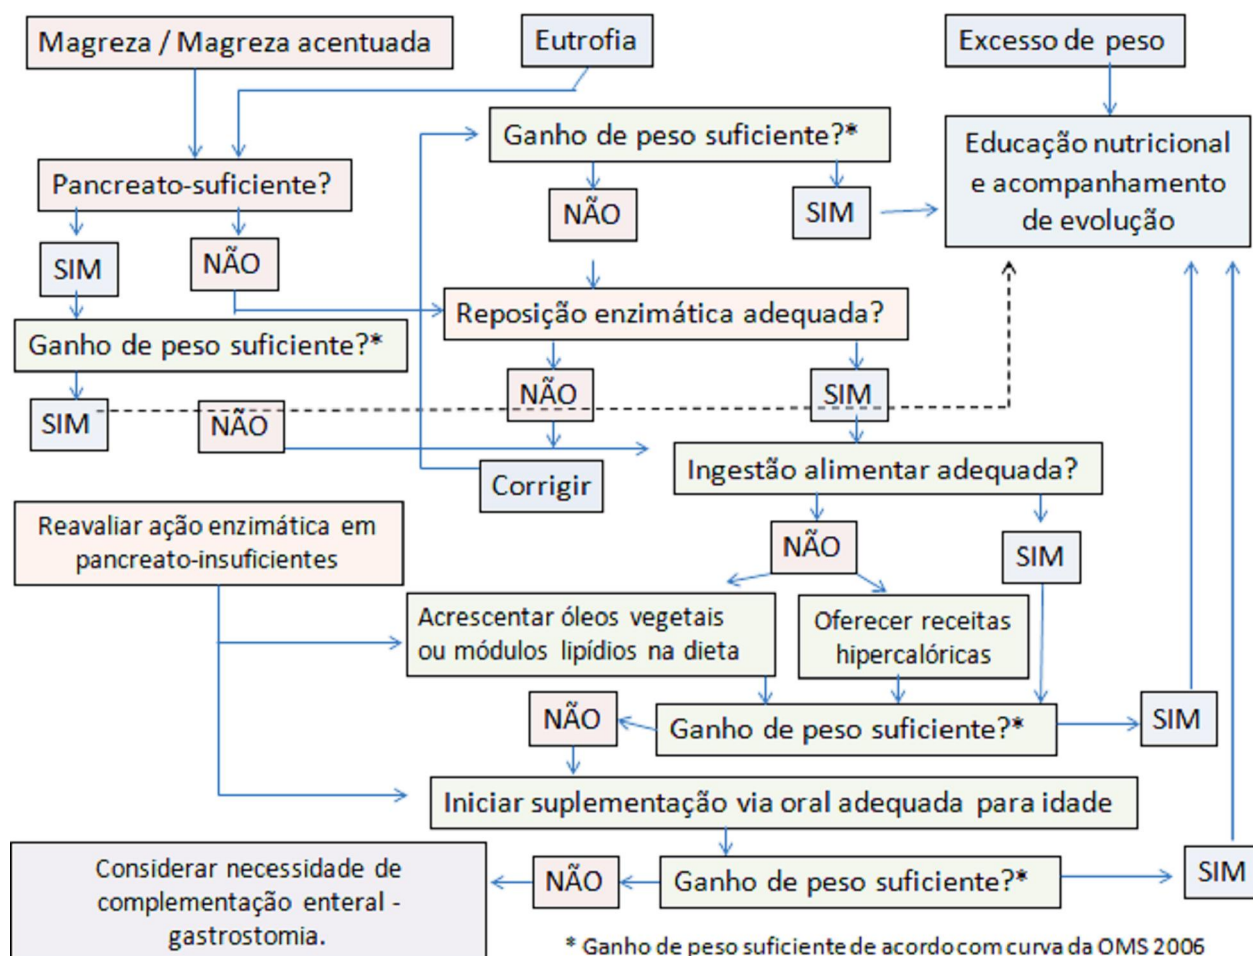 Magreza / Magreza acentuada
Eutrofia
Excesso de peso
Ganho de peso suficiente?*
Educação nutricional
e acompanhamento
de evolução
Pancreato-suficiente?
NÃO
SIM
SIM
NÃO
Reposição enzimática adequada?
Ganho de peso suficiente?*
NÃO
SIM
SIM
NÃO
Ingestão alimentar adequada?
Corrigir
Reavaliar ação enzimática em
pancreato-insuficientes
NÃO
SIM
Acrescentar óleos vegetais
ou módulos lipídios na dieta
Oferecer receitas
hipercalóricas
NÃO
Ganho de peso suficiente?*
SIM
Iniciar suplementação via oral adequada para idade
Considerar necessidade de
complementação enteral -
gastrostomia.
NÃO
Ganho de peso suficiente?*
SIM
* Ganho de peso suficiente de acordo com curva da OMS 2006